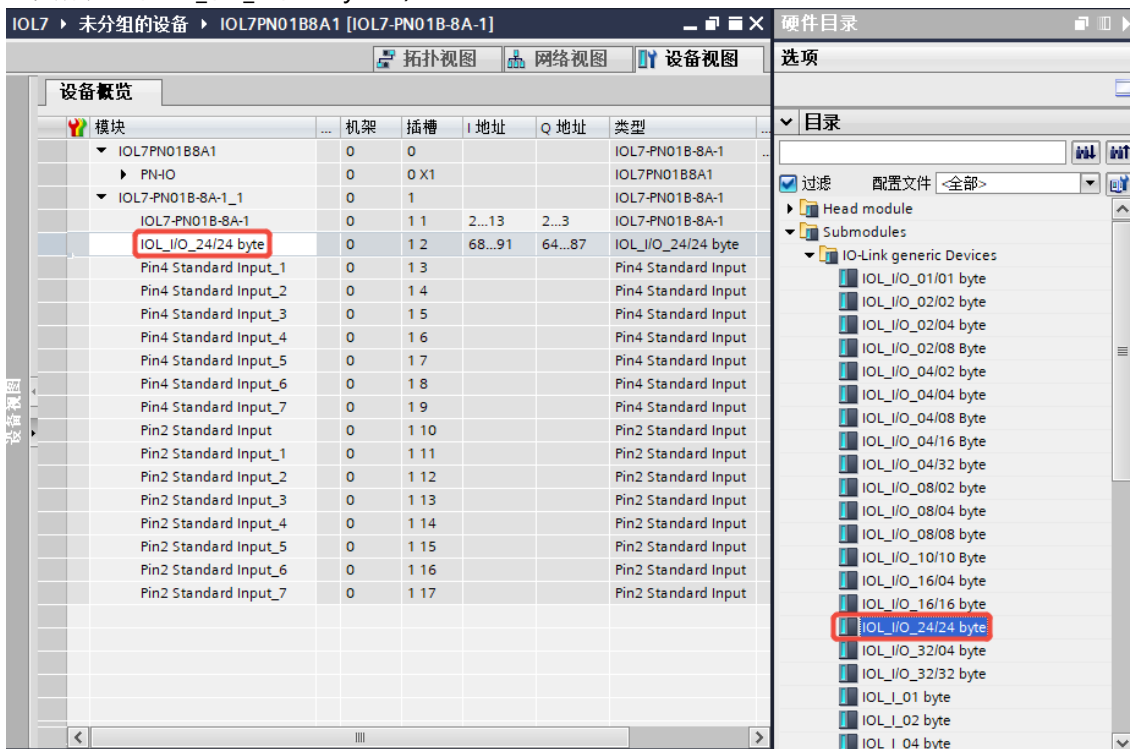 IOL7 ▸ 未分组的设备 ▸ IOL7PN01B8A1 [IOL7-PN01B-8A-1]
拓扑视图 网络视图 设备视图
设备概览
模块 ... 机架 插槽 I 地址 Q 地址 类型 ...
IOL7PN01B8A1 0 0 IOL7-PN01B-8A-1 ..
PN-IO 0 0 X1 IOL7PN01B8A1
IOL7-PN01B-8A-1_1 0 1 IOL7-PN01B-8A-1
IOL7-PN01B-8A-1 0 1 1 2...13 2...3 IOL7-PN01B-8A-1
IOL_I/O_24/24 byte 0 1 2 68...91 64...87 IOL_I/O_24/24 byte
Pin4 Standard Input_1 0 1 3 Pin4 Standard Input
Pin4 Standard Input_2 0 1 4 Pin4 Standard Input
Pin4 Standard Input_3 0 1 5 Pin4 Standard Input
Pin4 Standard Input_4 0 1 6 Pin4 Standard Input
Pin4 Standard Input_5 0 1 7 Pin4 Standard Input
Pin4 Standard Input_6 0 1 8 Pin4 Standard Input
Pin4 Standard Input_7 0 1 9 Pin4 Standard Input
Pin2 Standard Input 0 1 10 Pin2 Standard Input
Pin2 Standard Input_1 0 1 11 Pin2 Standard Input
Pin2 Standard Input_2 0 1 12 Pin2 Standard Input
Pin2 Standard Input_3 0 1 13 Pin2 Standard Input
Pin2 Standard Input_4 0 1 14 Pin2 Standard Input
Pin2 Standard Input_5 0 1 15 Pin2 Standard Input
Pin2 Standard Input_6 0 1 16 Pin2 Standard Input
Pin2 Standard Input_7 0 1 17 Pin2 Standard Input
设备视图
硬件目录
选项
目录
过滤 配置文件 <全部>
Head module
Submodules
IO-Link generic Devices
IOL_I/O_01/01 byte
IOL_I/O_02/02 byte
IOL_I/O_02/04 byte
IOL_I/O_02/08 Byte
IOL_I/O_04/02 byte
IOL_I/O_04/04 byte
IOL_I/O_04/08 Byte
IOL_I/O_04/16 Byte
IOL_I/O_04/32 byte
IOL_I/O_08/02 byte
IOL_I/O_08/04 byte
IOL_I/O_08/08 byte
IOL_I/O_10/10 Byte
IOL_I/O_16/04 byte
IOL_I/O_16/16 byte
IOL_I/O_24/24 byte
IOL_I/O_32/04 byte
IOL_I/O_32/32 byte
IOL_I_01 byte
IOL_I_02 byte
IOL_I_04 byte